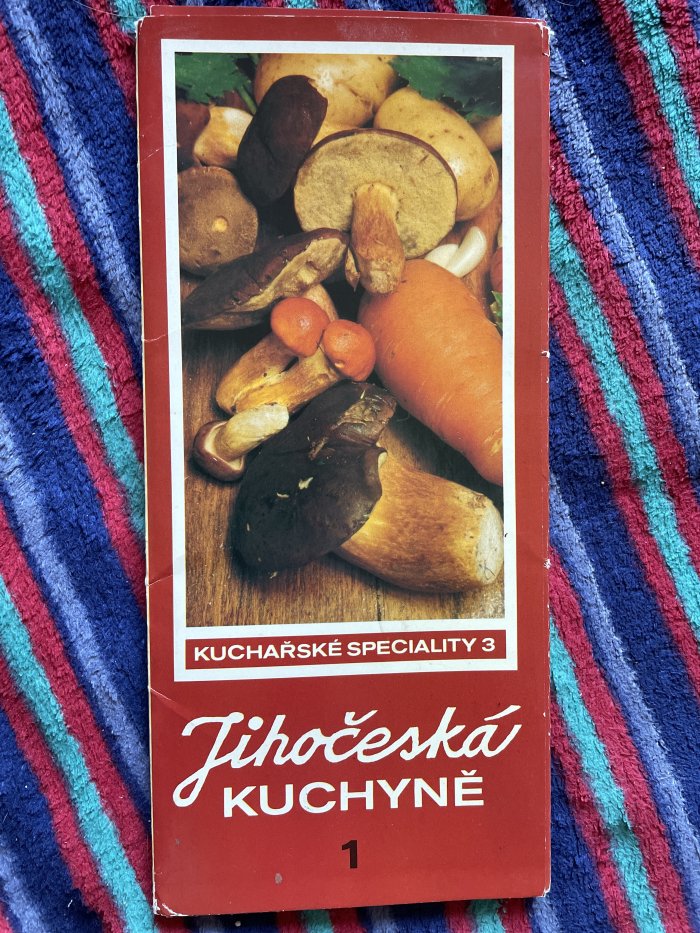 KUCHAŘSKÉ SPECIALITY 3
Jihočeská
KUCHYNĚ
1